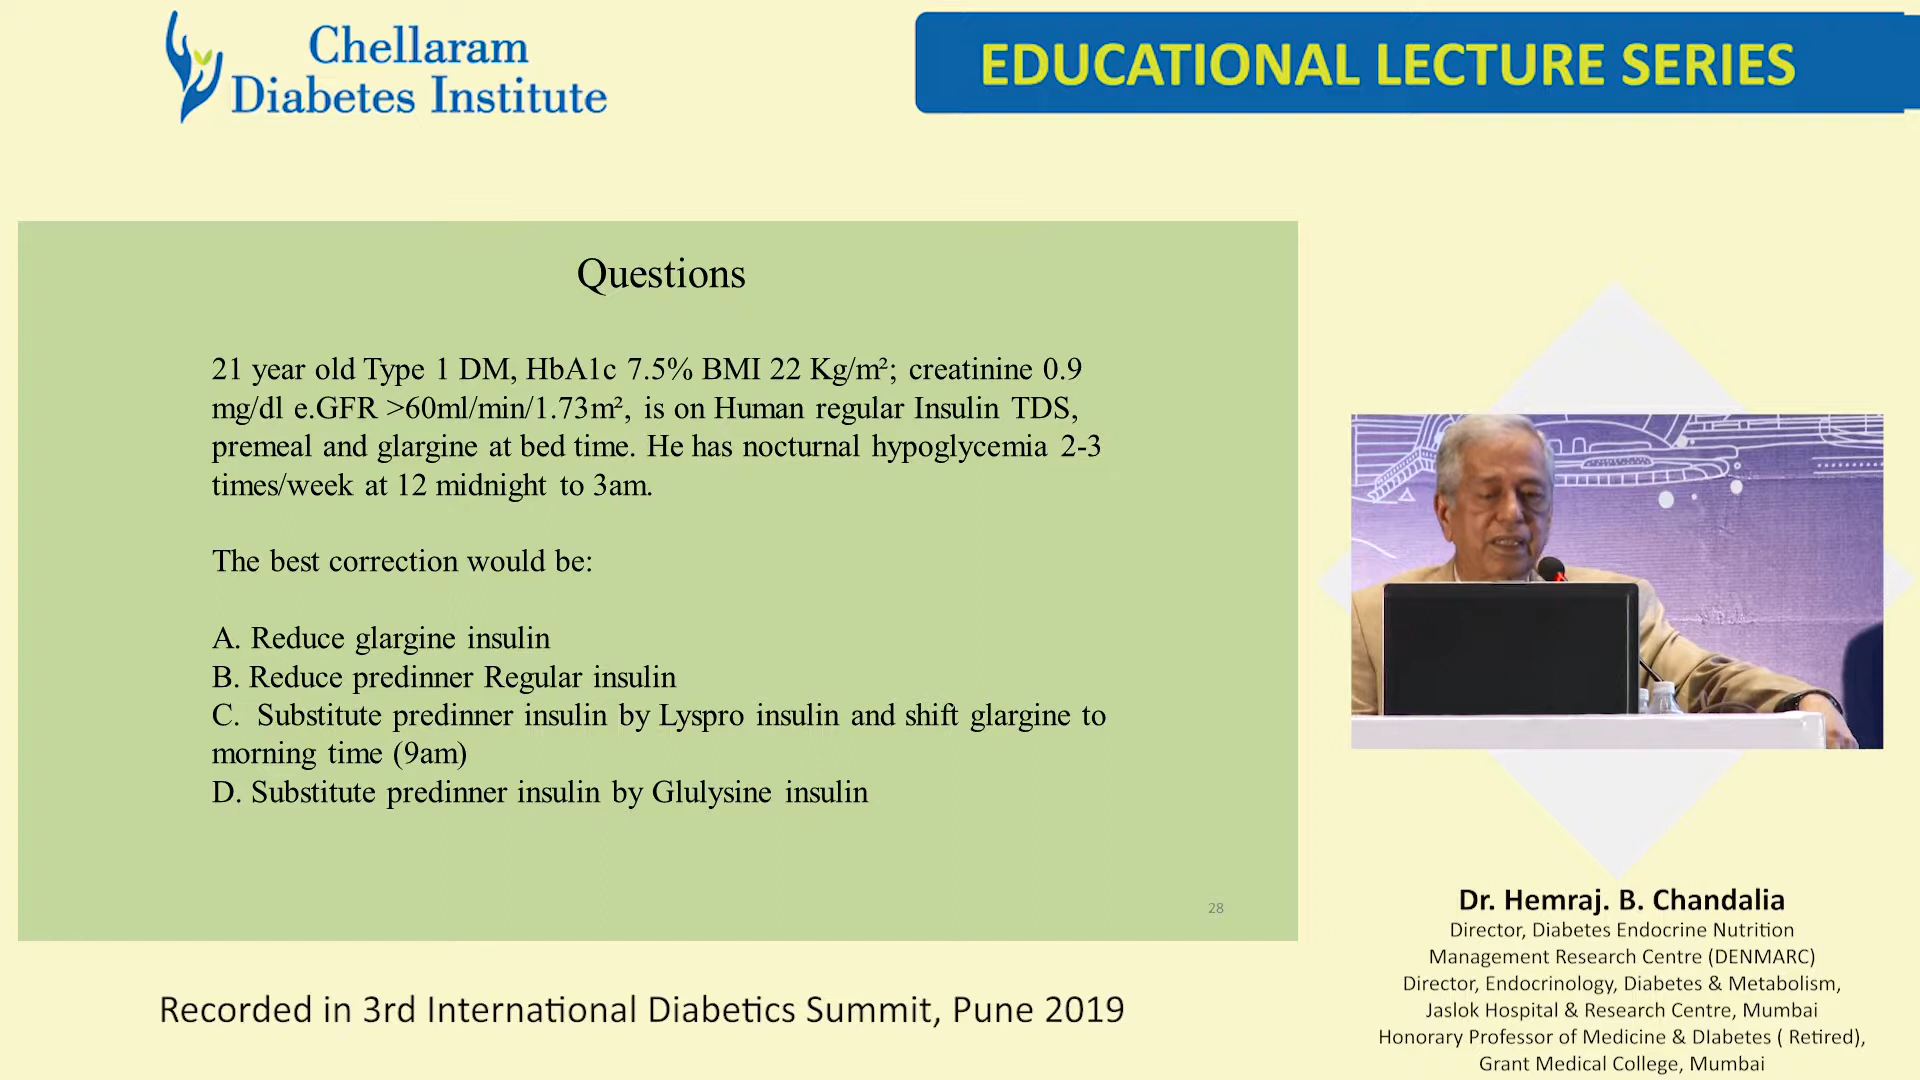 Chellaram
Diabetes Institute
EDUCATIONAL LECTURE SERIES
Questions
21 year old Type 1 DM, HbA1c 7.5% BMI 22 Kg/m²; creatinine 0.9
mg/dl e.GFR >60ml/min/1.73m², is on Human regular Insulin TDS,
premeal and glargine at bed time. He has nocturnal hypoglycemia 2-3
times/week at 12 midnight to 3am.
The best correction would be:
A. Reduce glargine insulin
B. Reduce predinner Regular insulin
C. Substitute predinner insulin by Lyspro insulin and shift glargine to
morning time (9am)
D. Substitute predinner insulin by Glulysine insulin
28
Recorded in 3rd International Diabetics Summit, Pune 2019
Dr. Hemraj. B. Chandalia
Director, Diabetes Endocrine Nutrition
Management Research Centre (DENMARC)
Director, Endocrinology, Diabetes & Metabolism,
Jaslok Hospital & Research Centre, Mumbai
Honorary Professor of Medicine & DIabetes ( Retired),
Grant Medical College, Mumbai